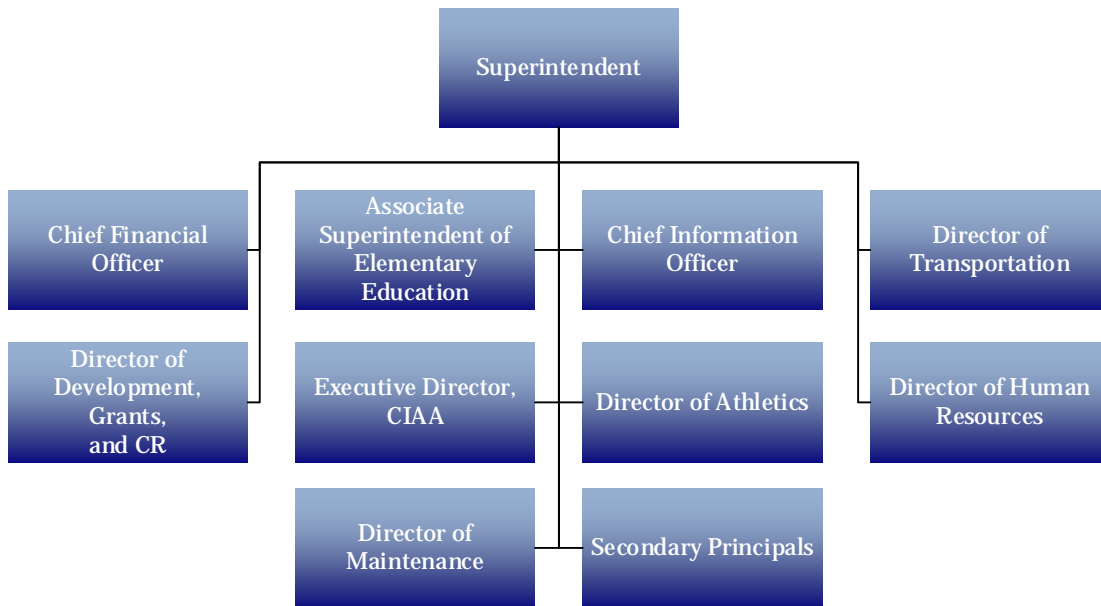 Superintendent
Chief Financial
Officer
Associate
Superintendent of
Elementary
Education
Chief Information
Officer
Director of
Transportation
Director of
Development,
Grants,
and CR
Executive Director,
CIAA
Director of Athletics
Director of Human
Resources
Director of
Maintenance
Secondary Principals